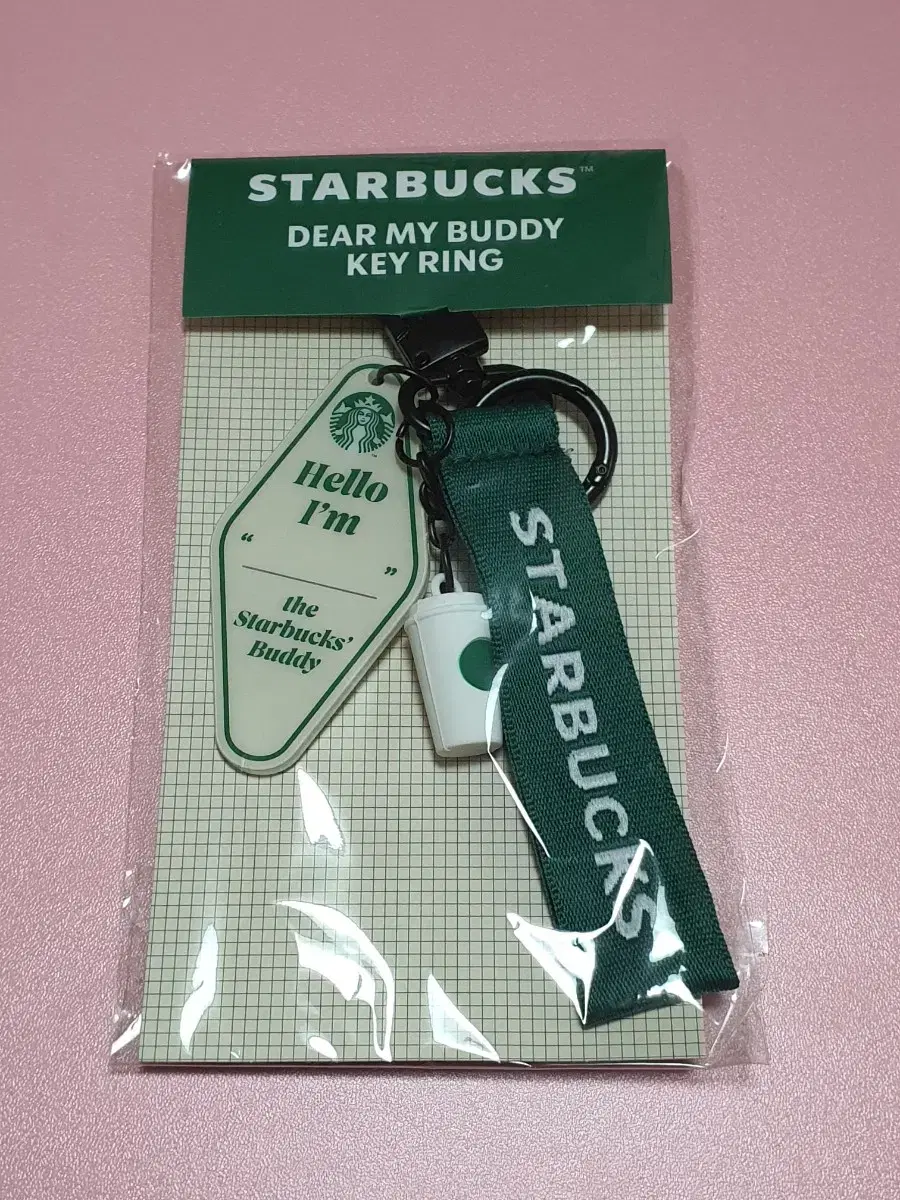 STARBUCKS™
DEAR MY BUDDY
KEY RING
Hello
I'm
“ ”
the
Starbucks'
Buddy
STARBUCKS